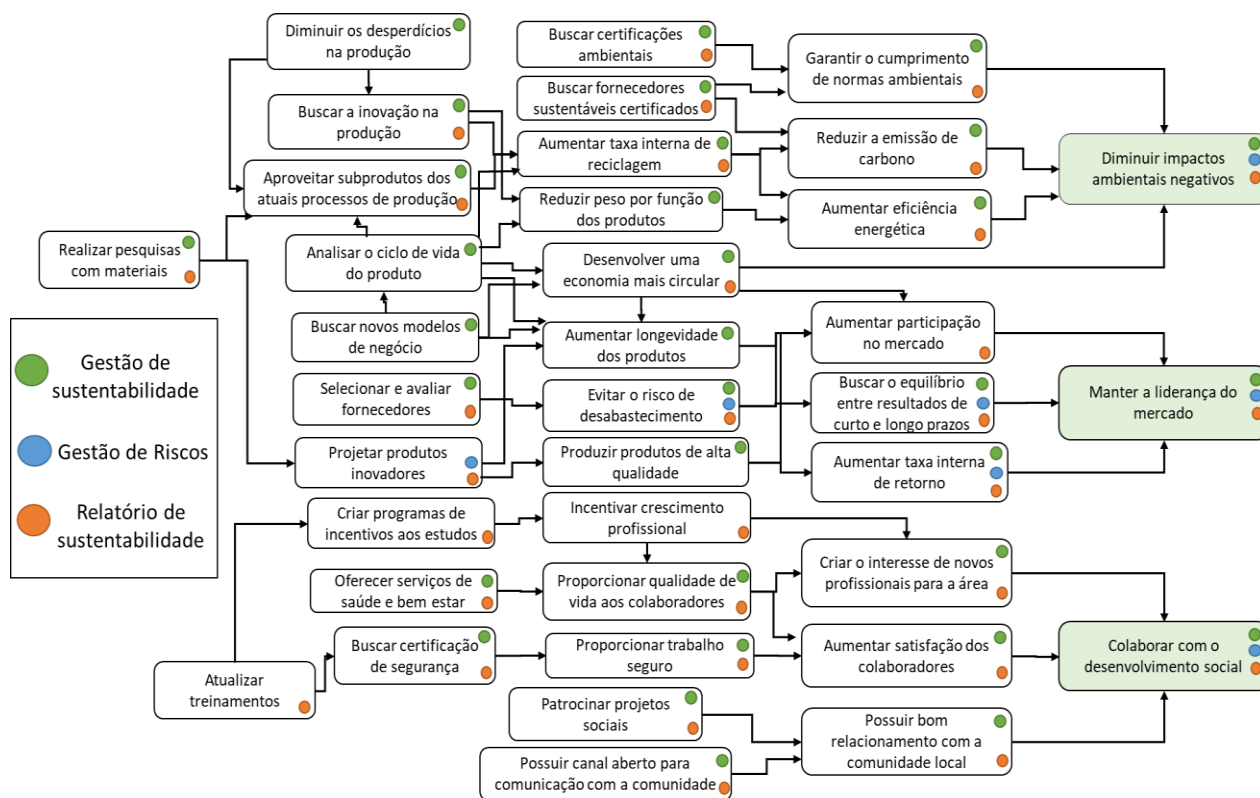 Diminuir os desperdícios
na produção
Buscar a inovação na
produção
Aproveitar subprodutos dos
atuais processos de produção
Realizar pesquisas
com materiais
Analisar o ciclo de vida
do produto
Buscar novos modelos
de negócio
Selecionar e avaliar
fornecedores
Projetar produtos
inovadores
Criar programas de
incentivos aos estudos
Oferecer serviços de
saúde e bem estar
Buscar certificação
de segurança
Atualizar
treinamentos
Buscar certificações
ambientais
Buscar fornecedores
sustentáveis certificados
Aumentar taxa interna de
reciclagem
Reduzir peso por função
dos produtos
Desenvolver uma
economia mais circular
Aumentar longevidade
dos produtos
Evitar o risco de
desabastecimento
Produzir produtos de alta
qualidade
Incentivar crescimento
profissional
Proporcionar qualidade de
vida aos colaboradores
Proporcionar trabalho
seguro
Patrocinar projetos
sociais
Possuir canal aberto para
comunicação com a comunidade
Garantir o cumprimento
de normas ambientais
Reduzir a emissão de
carbono
Aumentar eficiência
energética
Aumentar participação
no mercado
Buscar o equilíbrio
entre resultados de
curto e longo prazos
Aumentar taxa interna
de retorno
Criar o interesse de novos
profissionais para a área
Aumentar satisfação dos
colaboradores
Possuir bom
relacionamento com a
comunidade local
Diminuir impactos
ambientais negativos
Manter a liderança do
mercado
Colaborar com o
desenvolvimento social
Gestão de
sustentabilidade
Gestão de Riscos
Relatório de
sustentabilidade